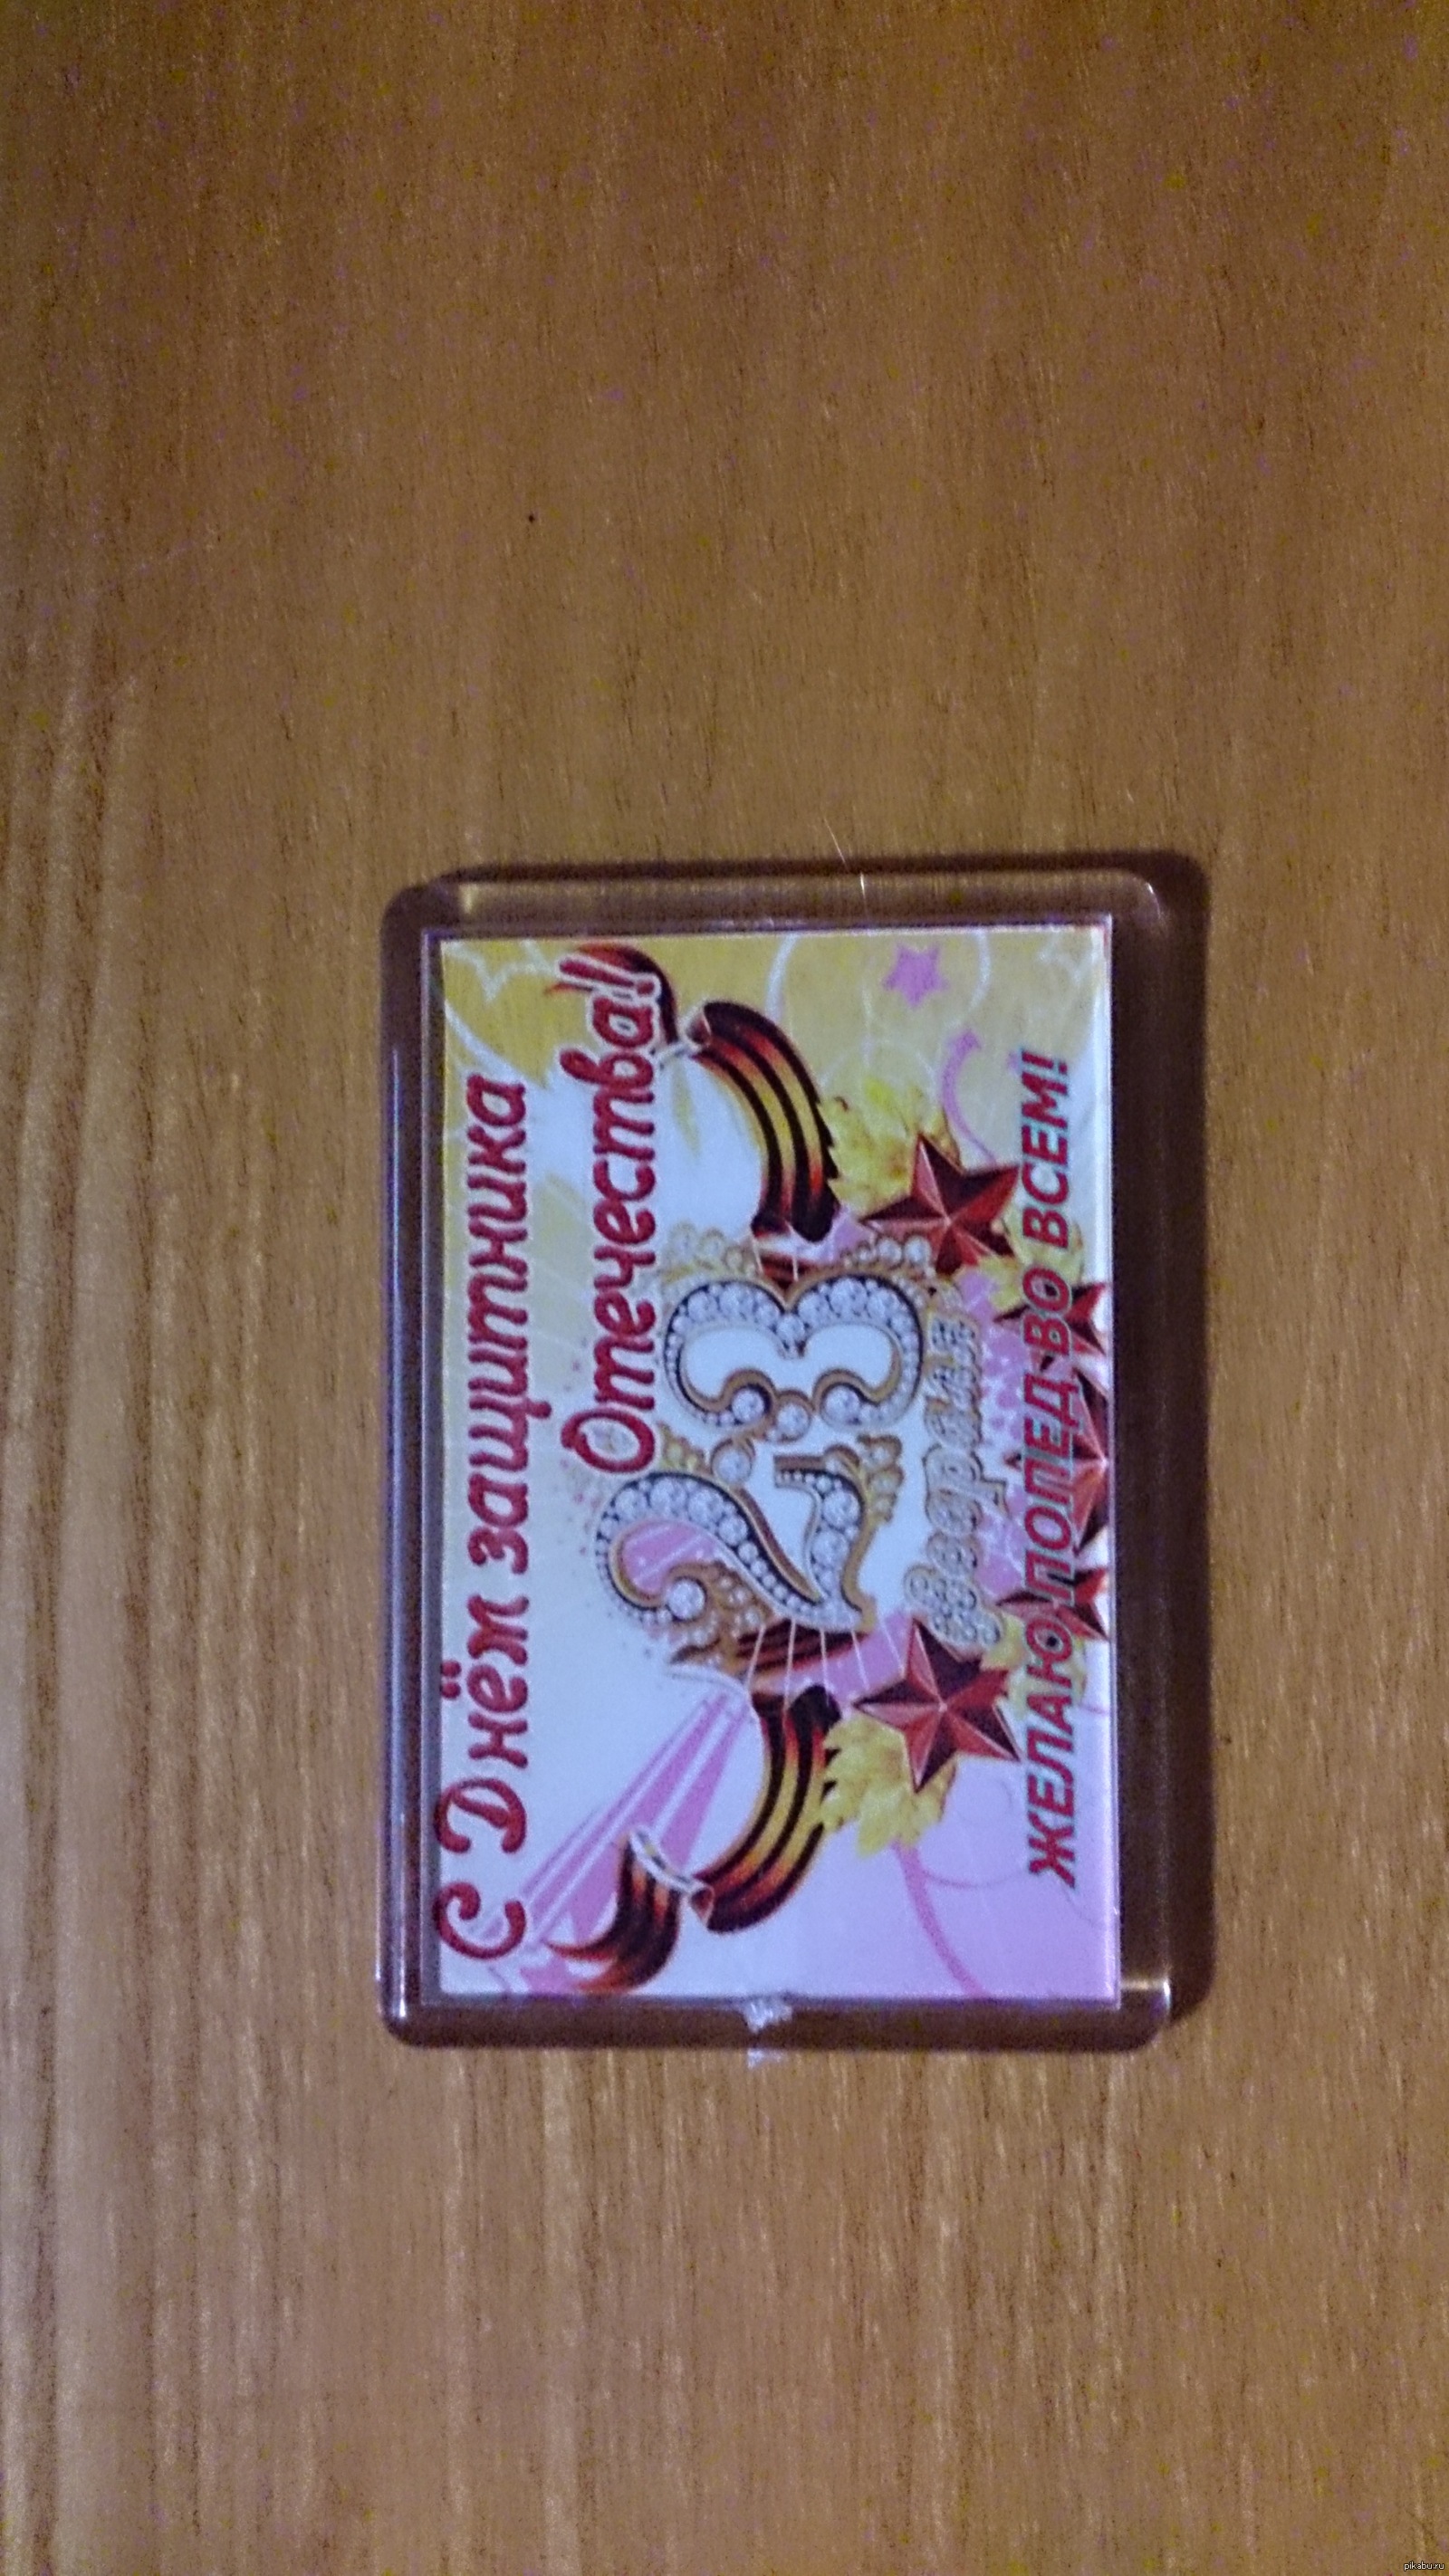 С Днём защитника
Отечества!!
23
февраля
ЖЕЛАЮ ПОПЕД ВО ВСЕМ!
pikabu.ru